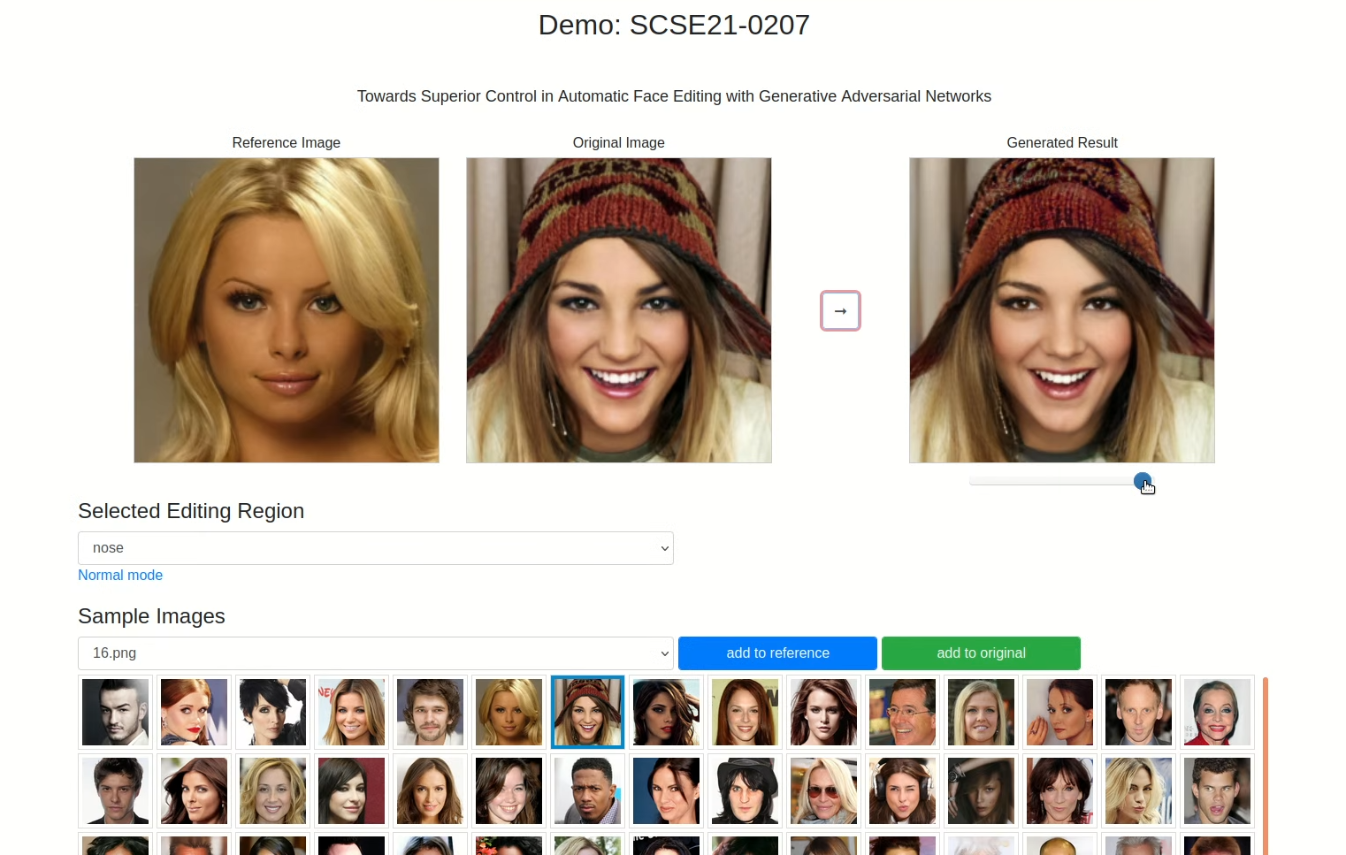 Demo: SCSE21-0207
Towards Superior Control in Automatic Face Editing with Generative Adversarial Networks
Reference Image
Original Image
Generated Result
→
Selected Editing Region
nose
Normal mode
Sample Images
16.png
add to reference
add to original